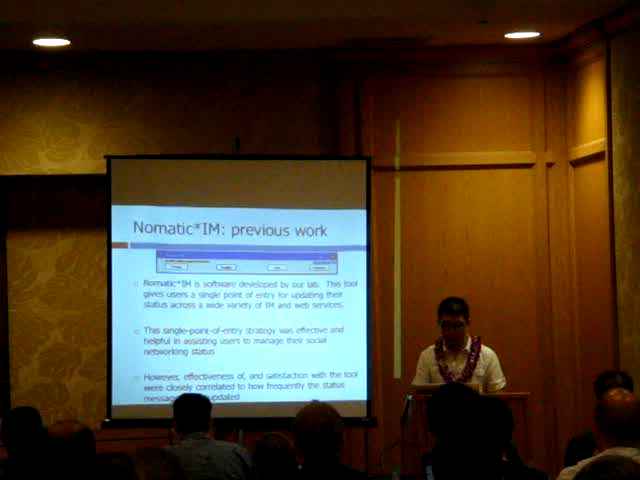 Nomatic*IM: previous work
Nomatic*IM is software developed by our lab. This tool
gives users a single point of entry for updating their
status across a wide variety of IM and web services.
This single-point-of-entry strategy was effective and
helpful in assisting users to manage their social
networking status
However, effectiveness of, and satisfaction with the tool
were closely correlated to how frequently the status
updated